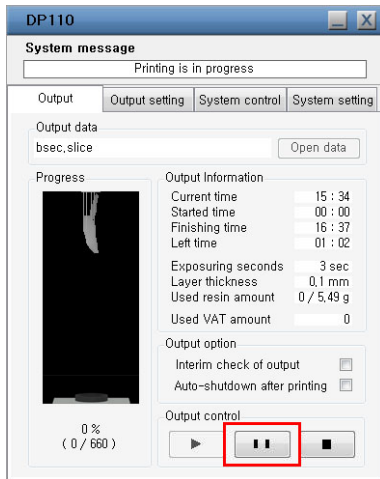 DP110
System message
Printing is in progress
Output Output setting System control System setting
Output data
bsec,slice Open data
Progress
Output Information
Current time 15 : 34
Started time 00 : 00
Finishing time 16 : 37
Left time 01 : 02
Exposuring seconds 3 sec
Layer thickness 0,1 mm
Used resin amount 0 / 5,49 g
Used VAT amount 0
Output option
Interim check of output
Auto-shutdown after printing
0 %
( 0 / 660 )
Output control